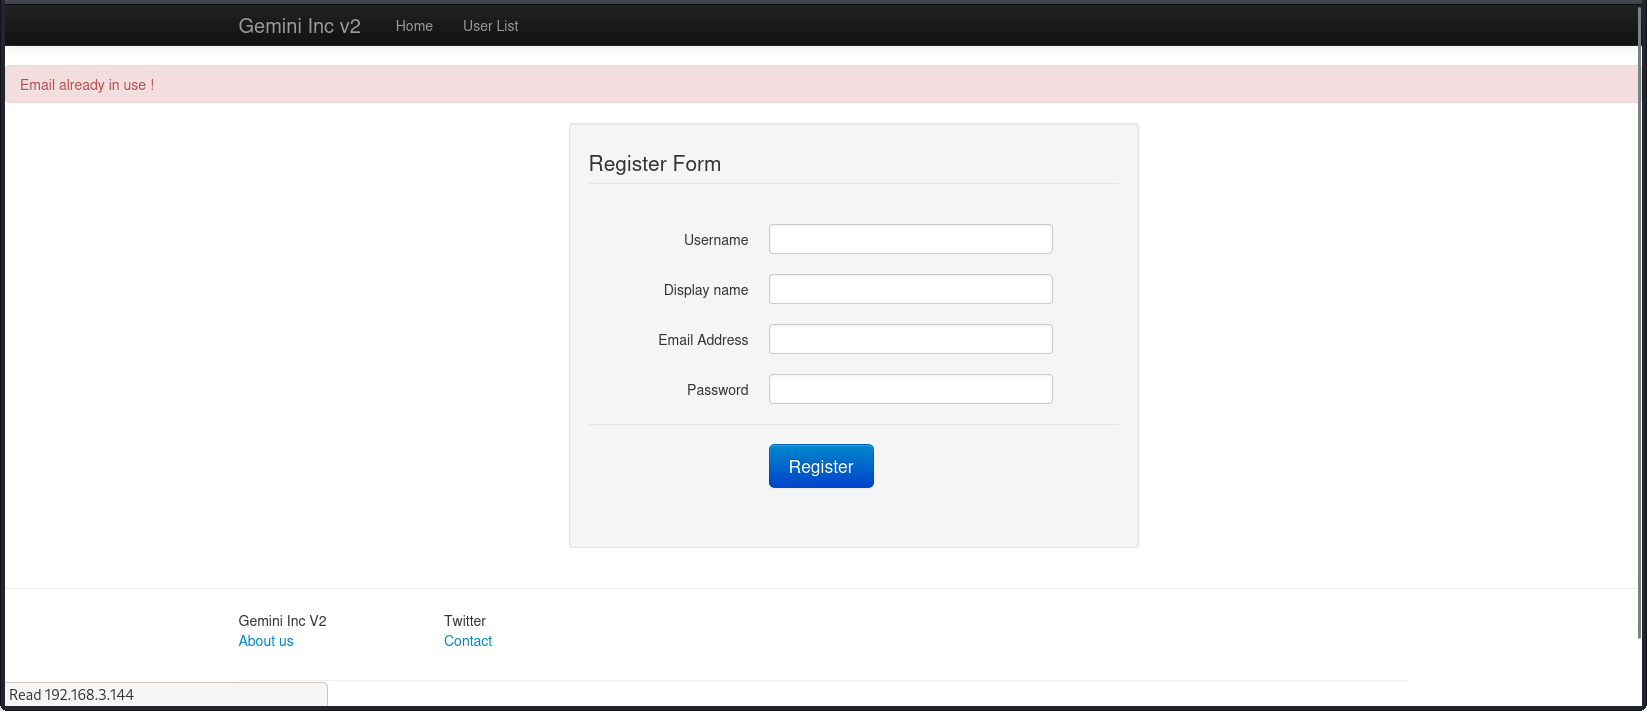 Gemini Inc v2 Home User List
Email already in use !
Register Form
Username
Display name
Email Address
Password
Register
Gemini Inc V2 Twitter
About us Contact
Read 192.168.3.144